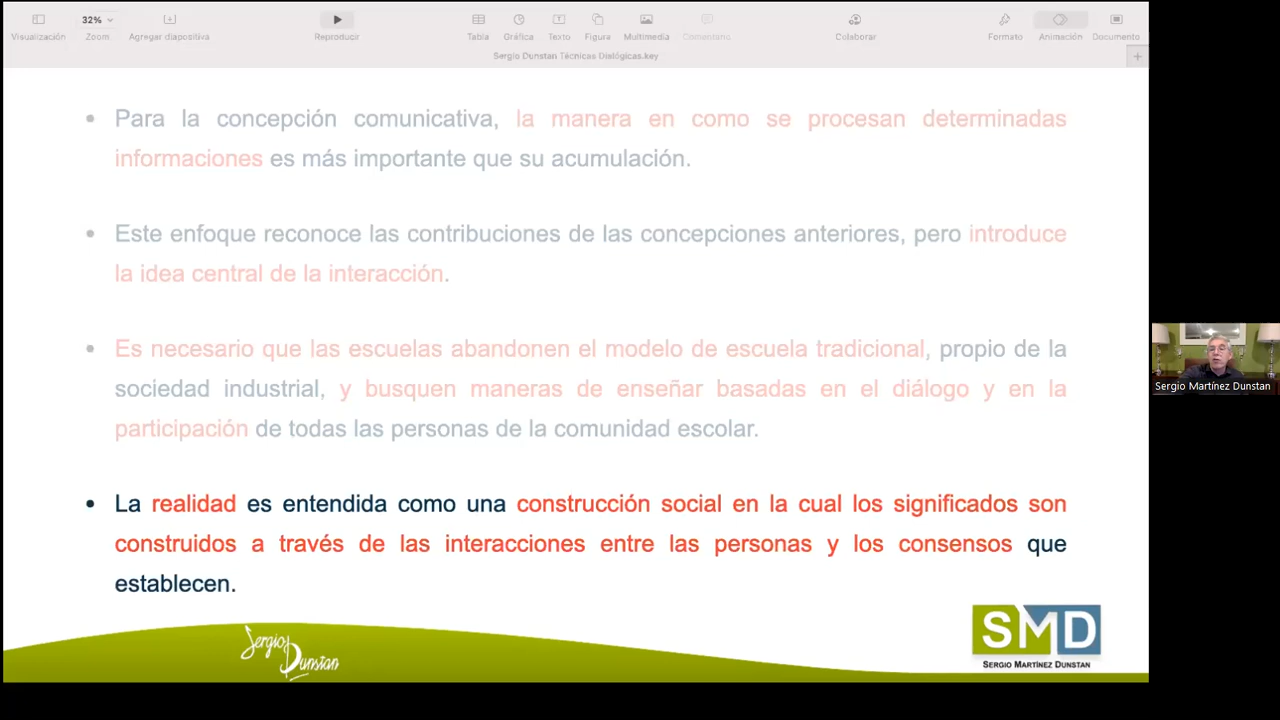 32%
Visualización Zoom Agregar diapositiva Reproducir Tabla Gráfica Texto Figura Multimedia Comentario Colaborar Formato Animación Documento
Sergio Dunstan Técnicas Dialógicas.key
• Para la concepción comunicativa, la manera en como se procesan determinadas
informaciones es más importante que su acumulación.
• Este enfoque reconoce las contribuciones de las concepciones anteriores, pero introduce
la idea central de la interacción.
• Es necesario que las escuelas abandonen el modelo de escuela tradicional, propio de la
sociedad industrial, y busquen maneras de enseñar basadas en el diálogo y en la
participación de todas las personas de la comunidad escolar.
Sergio Martínez Dunstan
• La realidad es entendida como una construcción social en la cual los significados son
construidos a través de las interacciones entre las personas y los consensos que
establecen.
Sergio
Dunstan
SMD
SERGIO MARTÍNEZ DUNSTAN